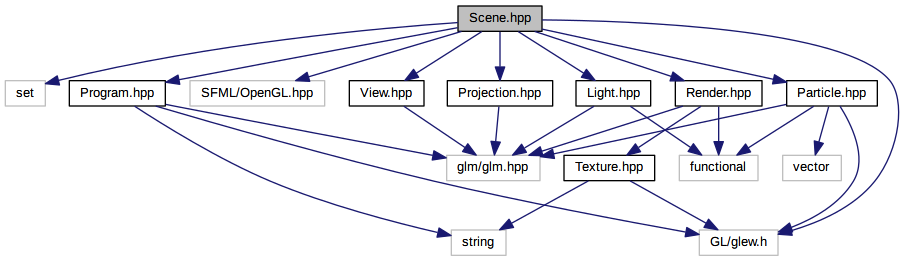 Scene.hpp
set
Program.hpp
SFML/OpenGL.hpp
View.hpp
Projection.hpp
Light.hpp
Render.hpp
Particle.hpp
glm/glm.hpp
Texture.hpp
functional
vector
string
GL/glew.h